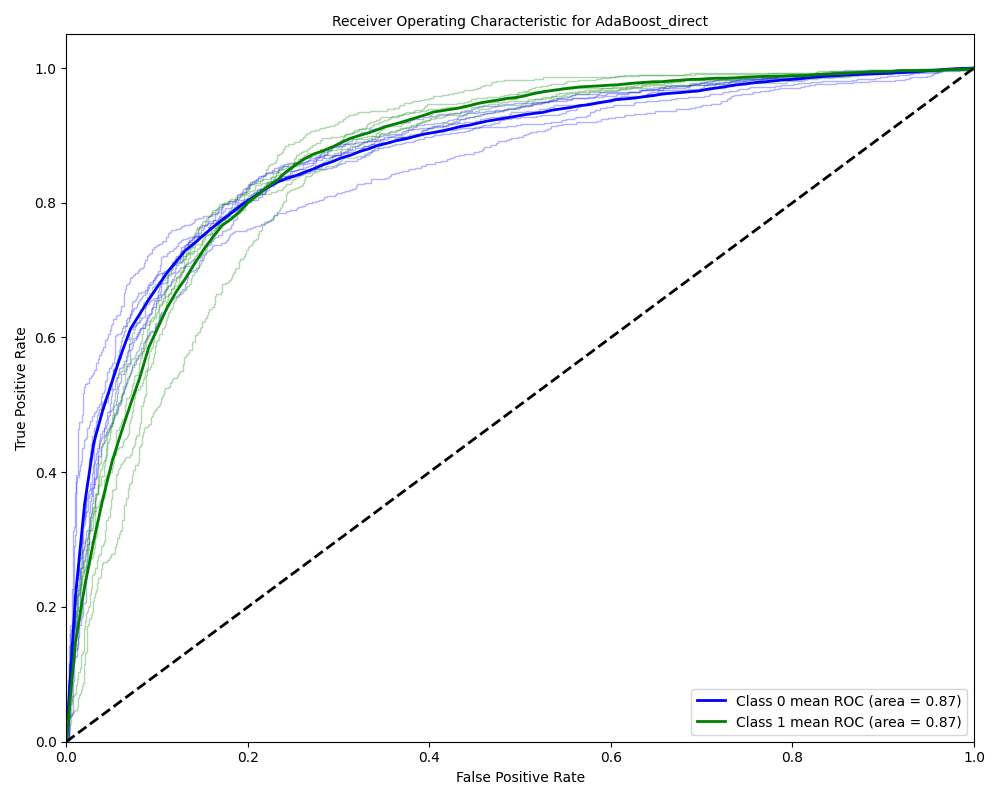 Receiver Operating Characteristic for AdaBoost_direct
1.0
0.8
0.6
0.4
0.2
0.0
True Positive Rate
Class 0 mean ROC (area = 0.87)
Class 1 mean ROC (area = 0.87)
0.0 0.2 0.4 0.6 0.8 1.0
False Positive Rate